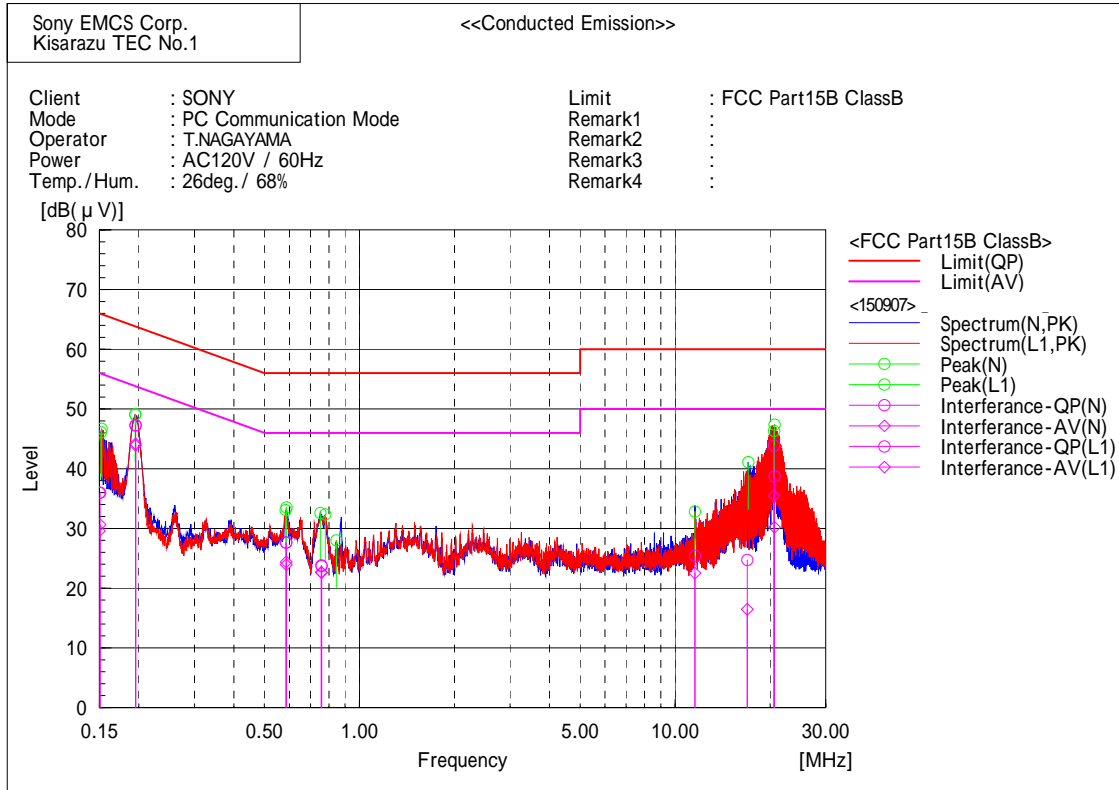 Sony EMCS Corp.
Kisarazu TEC No.1
<<Conducted Emission>>
Client : SONY
Mode : PC Communication Mode
Operator : T.NAGAYAMA
Power : AC120V / 60Hz
Temp./Hum. : 26deg./ 68%
Limit : FCC Part15B ClassB
Remark1 :
Remark2 :
Remark3 :
Remark4 :
[dB(μV)]
80
70
60
50
40
30
20
10
0
Level
0.15
0.50
1.00
5.00
10.00
30.00
Frequency
[MHz]
<FCC Part15B ClassB>
Limit(QP)
Limit(AV)
<150907>
Spectrum(N,PK)
Spectrum(L1,PK)
Peak(N)
Peak(L1)
Interferance-QP(N)
Interferance-AV(N)
Interferance-QP(L1)
Interferance-AV(L1)